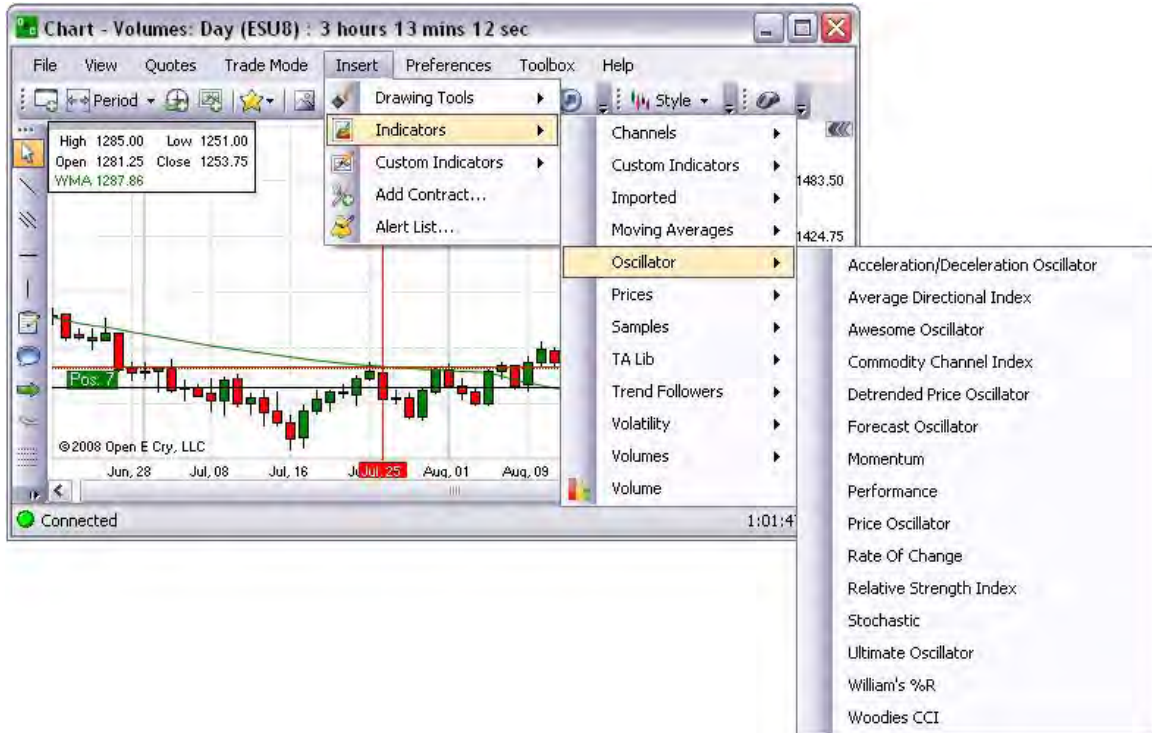 Chart - Volumes: Day (ESU8) : 3 hours 13 mins 12 sec
File View Quotes Trade Mode Insert Preferences Toolbox Help
Period
Style
High 1285.00 Low 1251.00
Open 1281.25 Close 1253.75
WMA 1287.86
Drawing Tools
Indicators
Custom Indicators
Add Contract...
Alert List...
Channels
Custom Indicators
Imported
Moving Averages
Oscillator
Prices
Samples
TA Lib
Trend Followers
Volatility
Volumes
Volume
1483.50
1424.75
Acceleration/Deceleration Oscillator
Average Directional Index
Awesome Oscillator
Commodity Channel Index
Detrended Price Oscillator
Forecast Oscillator
Momentum
Performance
Price Oscillator
Rate Of Change
Relative Strength Index
Stochastic
Ultimate Oscillator
William's %R
Woodies CCI
Pos: 7
©2008 Open E Cry, LLC
Jun, 28 Jul, 08 Jul, 16 Jul, 25 Aug, 01 Aug, 09
Connected